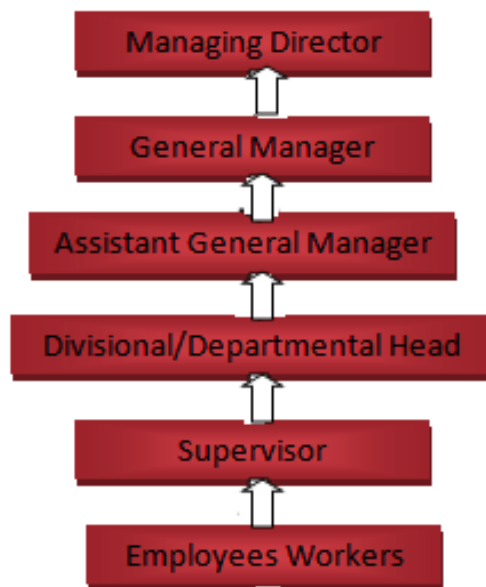 Managing Director
General Manager
Assistant General Manager
Divisional/Departmental Head
Supervisor
Employees Workers